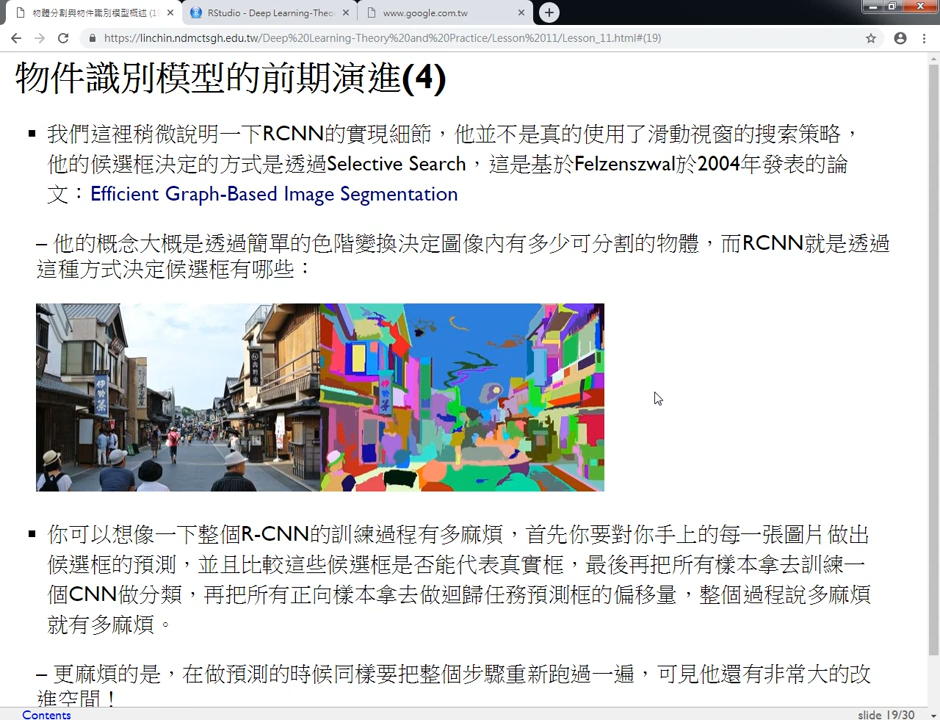 物體分割與物件識別模型概述 (1
RStudio - Deep Learning-Theo
www.google.com.tw
https://linchin.ndmctsgh.edu.tw/Deep%20Learning-Theory%20and%20Practice/Lesson%2011/Lesson_11.html#(19)
物件識別模型的前期演進(4)
■ 我們這裡稍微說明一下RCNN的實現細節，他並不是真的使用了滑動視窗的搜索策略，
他的候選框決定的方式是透過Selective Search，這是基於Felzenszwal於2004年發表的論
文：Efficient Graph-Based Image Segmentation
– 他的概念大概是透過簡單的色階變換決定圖像內有多少可分割的物體，而RCNN就是透過
這種方式決定候選框有哪些：
■ 你可以想像一下整個R-CNN的訓練過程有多麻煩，首先你要對你手上的每一張圖片做出
候選框的預測，並且比較這些候選框是否能代表真實框，最後再把所有樣本拿去訓練一
個CNN做分類，再把所有正向樣本拿去做迴歸任務預測框的偏移量，整個過程說多麻煩
就有多麻煩。
– 更麻煩的是，在做預測的時候同樣要把整個步驟重新跑過一遍，可見他還有非常大的改
進空間！
Contents
slide 19/30